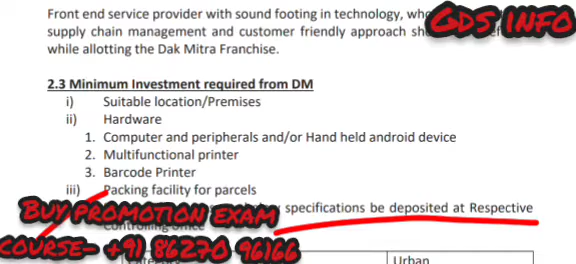 Front end service provider with sound footing in technology,
GDS INFO
supply chain management and customer friendly approach
while allotting the Dak Mitra Franchise.
2.3 Minimum Investment required from DM
i) Suitable location/Premises
ii) Hardware
1. Computer and peripherals and/or Hand held android device
2. Multifunctional printer
3. Barcode Printer
iii) Packing facility for parcels
BUY PROMOTION EXAM
specifications be deposited at Respective
Controlling Office
COURSE- +91 86270 96166
Urban